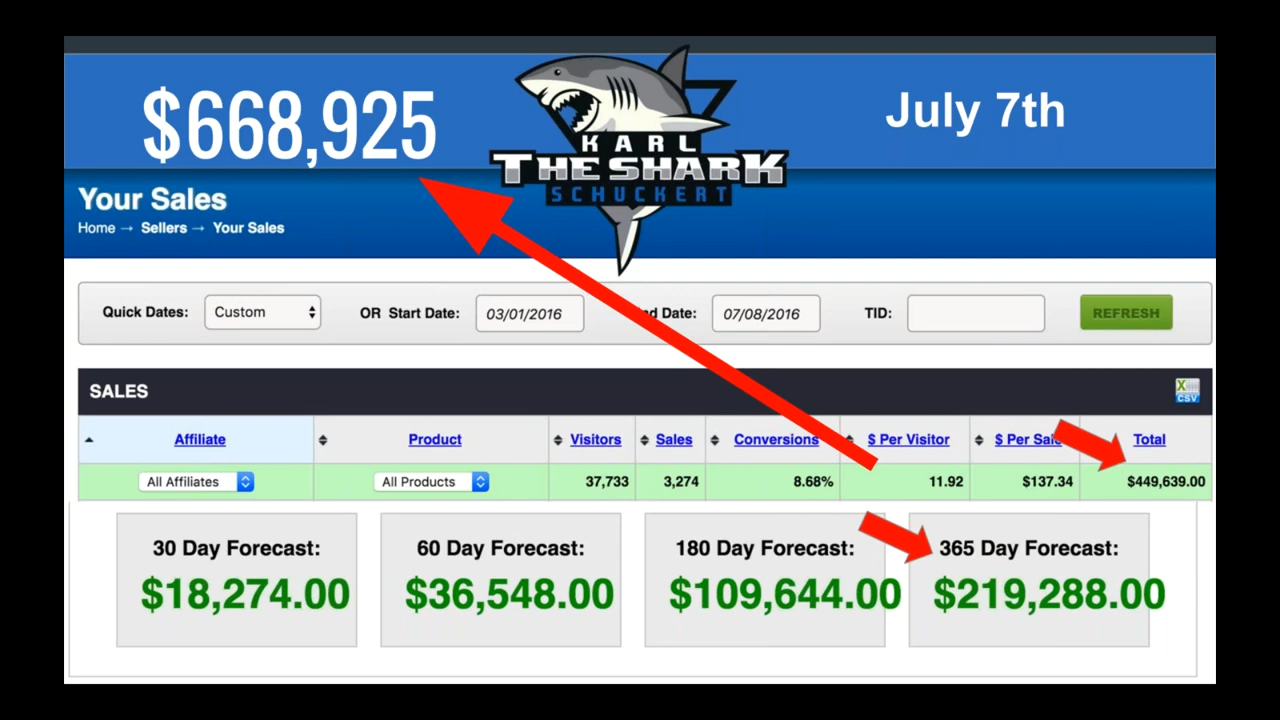 $668,925
July 7th
KARL
THE SHARK
SCHUCKERT
Your Sales
Home → Sellers → Your Sales
Quick Dates: Custom OR Start Date: 03/01/2016 nd Date: 07/08/2016 TID: REFRESH
SALES
CSV
Affiliate Product Visitors Sales Conversions $ Per Visitor $ Per Sale Total
All Affiliates All Products 37,733 3,274 8.68% 11.92 $137.34 $449,639.00
30 Day Forecast: 60 Day Forecast: 180 Day Forecast: 365 Day Forecast:
$18,274.00 $36,548.00 $109,644.00 $219,288.00